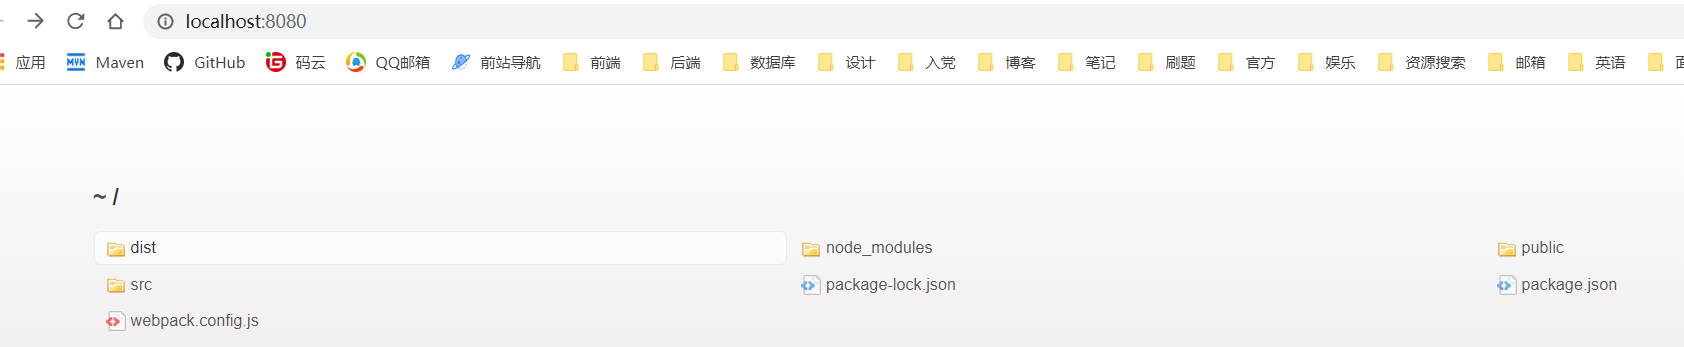 localhost:8080
应用 Maven GitHub 码云 QQ邮箱 前站导航 前端 后端 数据库 设计 入党 博客 笔记 刷题 官方 娱乐 资源搜索 邮箱 英语
~ /
dist node_modules public
src package-lock.json package.json
webpack.config.js